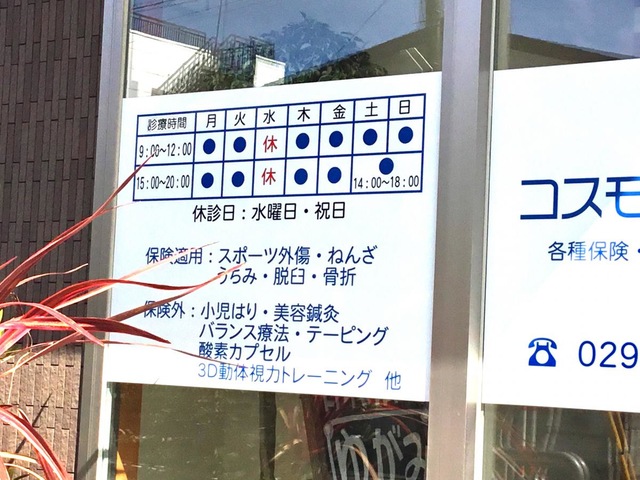 診療時間 月 火 水 木 金 土 日
9:00〜12:00 ● ● 休 ● ● ● ●
15:00〜20:00 ● ● 休 ● ● ●
14:00〜18:00
休診日:水曜日・祝日
保険適用:スポーツ外傷・ねんざ
うちみ・脱臼・骨折
保険外:小児はり・美容鍼灸
バランス療法・テーピング
酸素カプセル
3D動体視力トレーニング 他
コスモ
各種保険・
☎ 029
ゆがみ